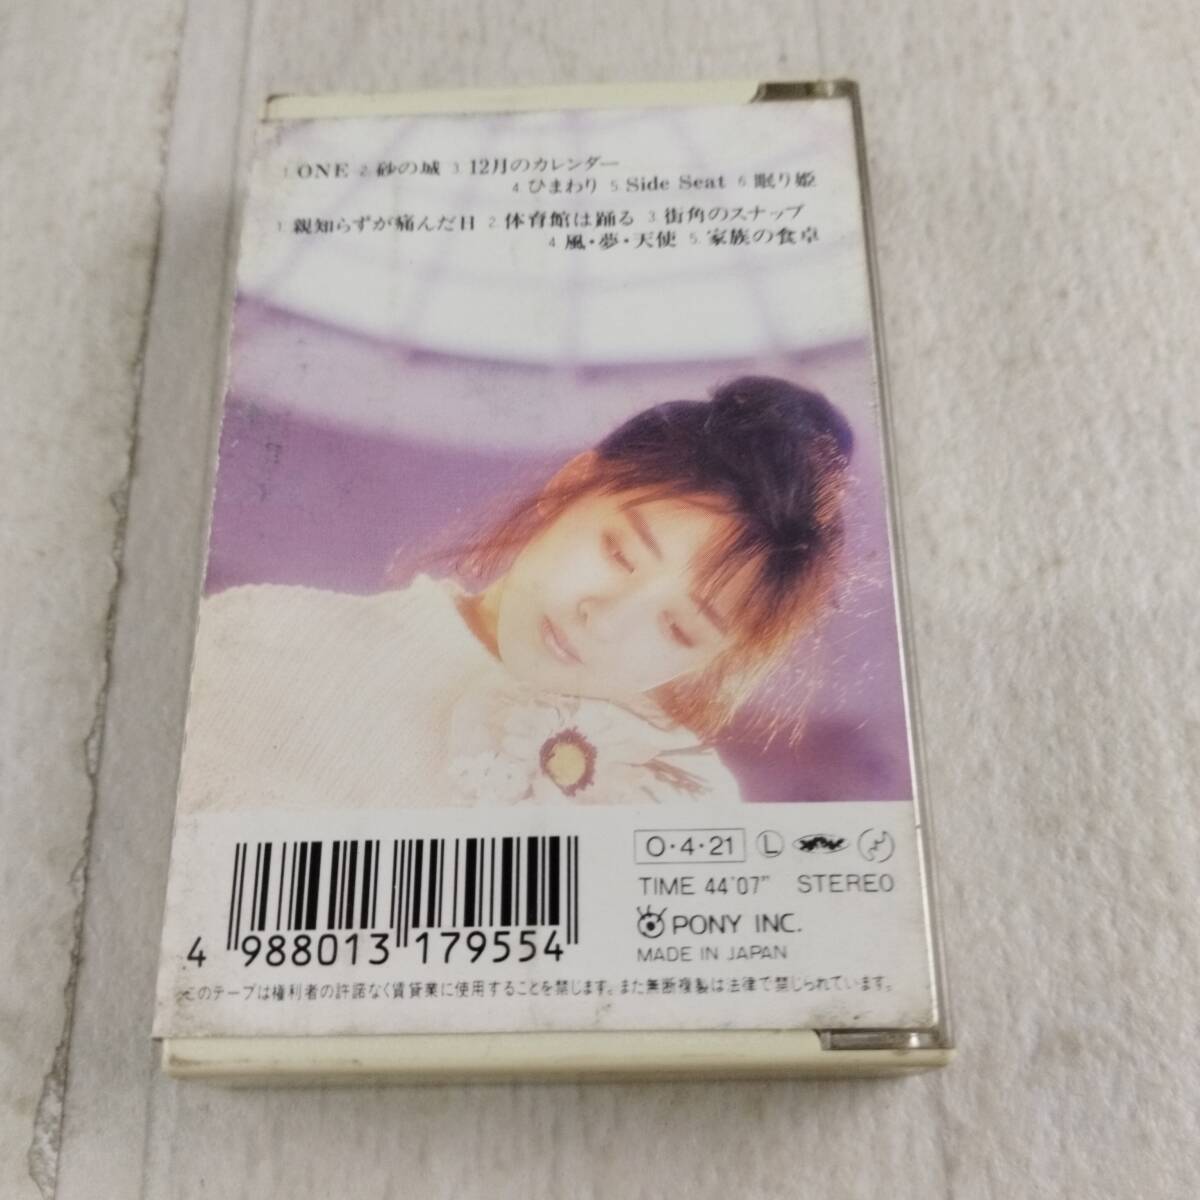 1. ONE 2. 砂の城 3. 12月のカレンダー
4. ひまわり 5. Side Seat 6. 眠り姫
1. 親知らずが痛んだ日 2. 体育館は踊る 3. 街角のスナップ
4. 風・夢・天使 5. 家族の食卓
O・4・21 L
TIME 44'07" STEREO
PONY INC.
MADE IN JAPAN
4 988013 179554
このテープは権利者の許諾なく賃貸業に使用することを禁じます。また無断複製は法律で禁じられています。